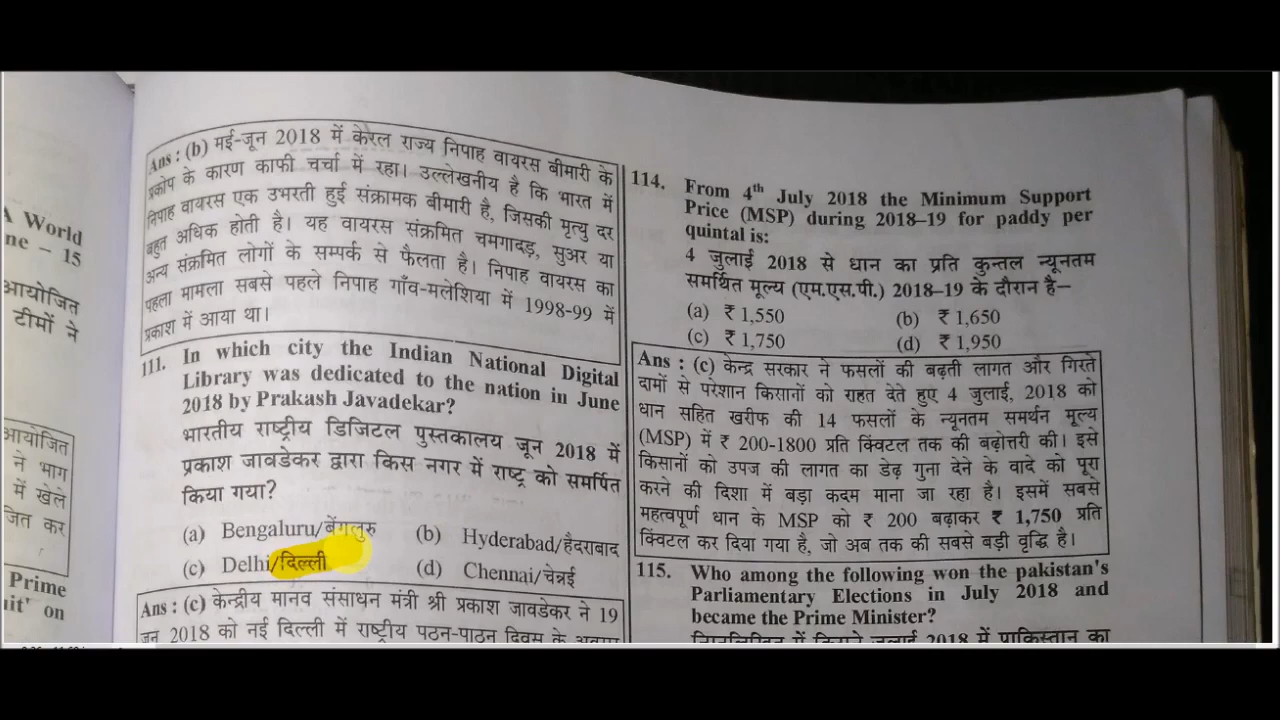 A World
ne – 15
आयोजित
टीमों ने
आयोजित
ने भाग
में खेले
जित कर
Prime
it' on
Ans : (b) मई-जून 2018 में केरल राज्य निपाह वायरस बीमारी के
प्रकोप के कारण काफी चर्चा में रहा। उल्लेखनीय है कि भारत में
निपाह वायरस एक उभरती हुई संक्रामक बीमारी है, जिसकी मृत्यु दर
बहुत अधिक होती है। यह वायरस संक्रमित चमगादड़, सुअर या
अन्य संक्रमित लोगों के सम्पर्क से फैलता है। निपाह वायरस का
पहला मामला सबसे पहले निपाह गाँव-मलेशिया में 1998-99 में
प्रकाश में आया था।
111. In which city the Indian National Digital
Library was dedicated to the nation in June
2018 by Prakash Javadekar?
भारतीय राष्ट्रीय डिजिटल पुस्तकालय जून 2018 में
प्रकाश जावडेकर द्वारा किस नगर में राष्ट्र को समर्पित
किया गया?
(a) Bengaluru/बेंगलुरु (b) Hyderabad/हैदराबाद
(c) Delhi/दिल्ली (d) Chennai/चेन्नई
Ans : (c) केन्द्रीय मानव संसाधन मंत्री श्री प्रकाश जावडेकर ने 19
जून 2018 को नई दिल्ली में राष्ट्रीय पठन-पाठन दिवस के
114. From 4th July 2018 the Minimum Support
Price (MSP) during 2018–19 for paddy per
quintal is:
4 जुलाई 2018 से धान का प्रति कुन्तल न्यूनतम
समर्थित मूल्य (एम.एस.पी.) 2018–19 के दौरान है–
(a) ₹ 1,550 (b) ₹ 1,650
(c) ₹ 1,750 (d) ₹ 1,950
Ans : (c) केन्द्र सरकार ने फसलों की बढ़ती लागत और गिरते
दामों से परेशान किसानों को राहत देते हुए 4 जुलाई, 2018 को
धान सहित खरीफ की 14 फसलों के न्यूनतम समर्थन मूल्य
(MSP) में ₹ 200-1800 प्रति क्विंटल तक की बढ़ोत्तरी की। इसे
किसानों को उपज की लागत का डेढ़ गुना देने के वादे को पूरा
करने की दिशा में बड़ा कदम माना जा रहा है। इसमें सबसे
महत्वपूर्ण धान के MSP को ₹ 200 बढ़ाकर ₹ 1,750 प्रति
क्विंटल कर दिया गया है, जो अब तक की सबसे बड़ी वृद्धि है।
115. Who among the following won the pakistan's
Parliamentary Elections in July 2018 and
became the Prime Minister?
निम्नलिखित में किसने जुलाई 2018 में पाकिस्तान का